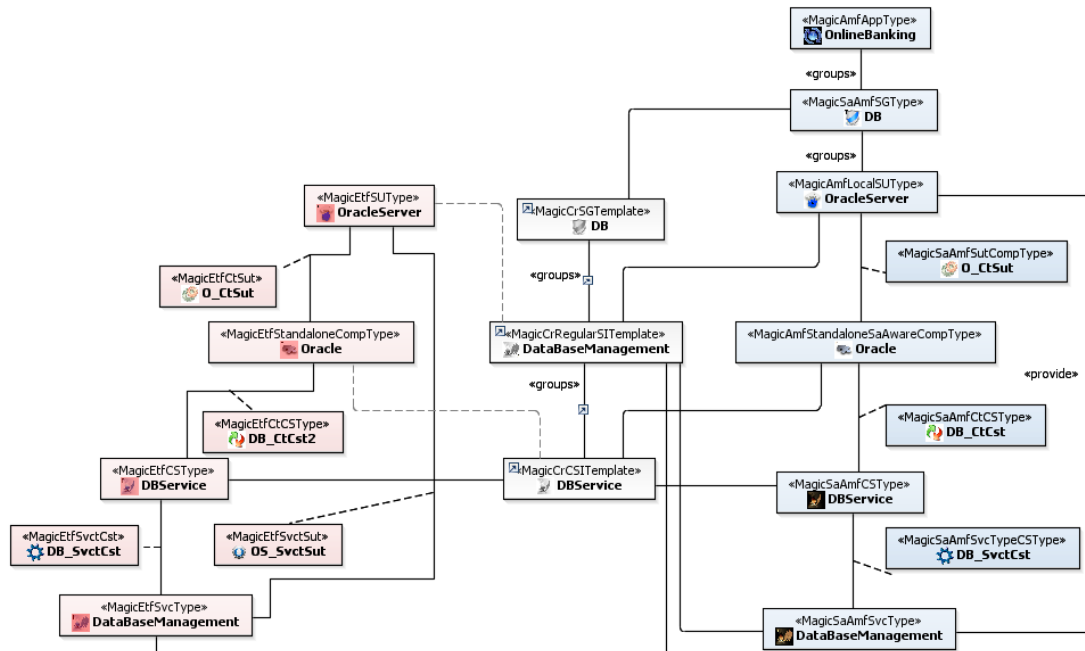 «MagicAmfAppType»
OnlineBanking
«groups»
«MagicSaAmfSGType»
DB
«groups»
«MagicEtfSUType»
OracleServer
«MagicCrSGTemplate»
DB
«MagicAmfLocalSUType»
OracleServer
«MagicEtfCtSut»
O_CtSut
«groups»
«MagicSaAmfSutCompType»
O_CtSut
«MagicEtfStandaloneCompType»
Oracle
«MagicCrRegularSITemplate»
DataBaseManagement
«MagicAmfStandaloneSaAwareCompType»
Oracle
«provide»
«groups»
«MagicEtfCtCSType»
DB_CtCst2
«MagicSaAmfCtCSType»
DB_CtCst
«MagicEtfCSType»
DBService
«MagicCrCSITemplate»
DBService
«MagicSaAmfCSType»
DBService
«MagicEtfSvctCst»
DB_SvctCst
«MagicEtfSvctSut»
OS_SvctSut
«MagicSaAmfSvcTypeCSType»
DB_SvctCst
«MagicEtfSvcType»
DataBaseManagement
«MagicSaAmfSvcType»
DataBaseManagement